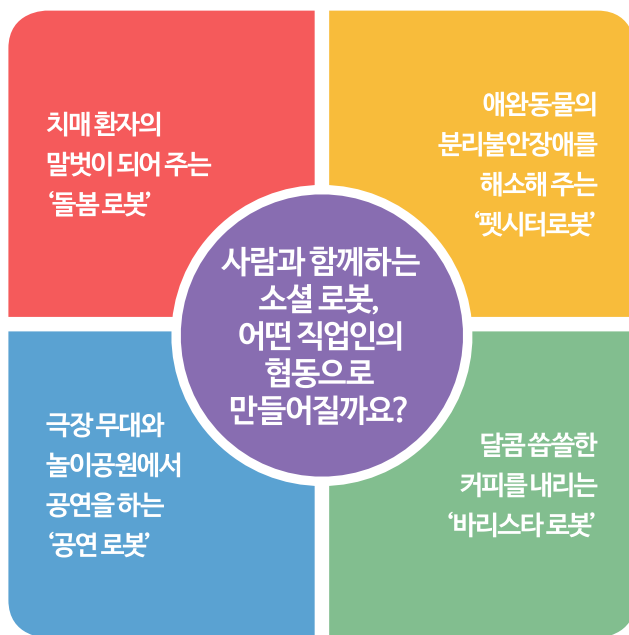 치매 환자의
말벗이 되어 주는
‘돌봄 로봇’
애완동물의
분리불안장애를
해소해 주는
‘펫시터로봇’
사람과 함께하는
소셜 로봇,
어떤 직업인의
협동으로
만들어질까요?
극장 무대와
놀이공원에서
공연을 하는
‘공연 로봇’
달콤 씁쓸한
커피를 내리는
‘바리스타 로봇’